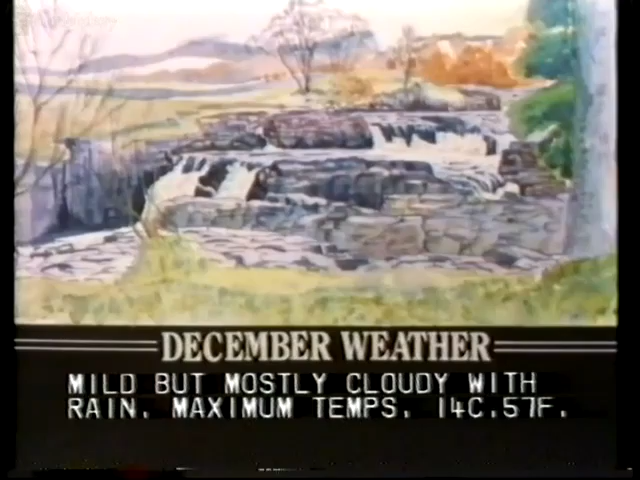 DECEMBER WEATHER
MILD BUT MOSTLY CLOUDY WITH
RAIN. MAXIMUM TEMPS. 14C.57F.